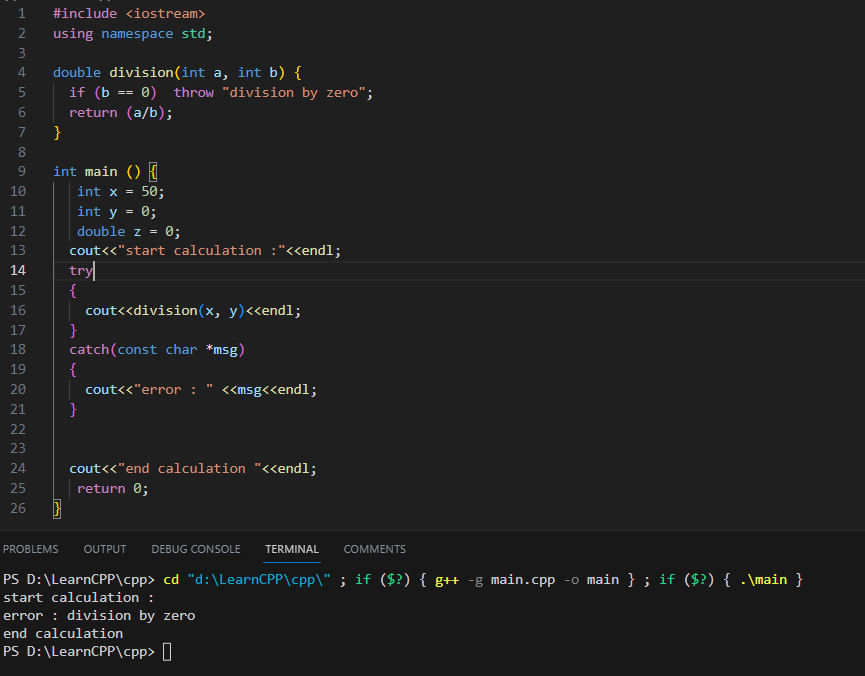 1 #include <iostream>
2 using namespace std;
3
4 double division(int a, int b) {
5   if (b == 0)  throw "division by zero";
6   return (a/b);
7 }
8
9 int main () {
10    int x = 50;
11    int y = 0;
12    double z = 0;
13   cout<<"start calculation :"<<endl;
14   try
15   {
16     cout<<division(x, y)<<endl;
17   }
18   catch(const char *msg)
19   {
20     cout<<"error : " <<msg<<endl;
21   }
22
23
24   cout<<"end calculation "<<endl;
25    return 0;
26 }
PROBLEMS OUTPUT DEBUG CONSOLE TERMINAL COMMENTS
PS D:\LearnCPP\cpp> cd "d:\LearnCPP\cpp\" ; if ($?) { g++ -g main.cpp -o main } ; if ($?) { .\main }
start calculation :
error : division by zero
end calculation
PS D:\LearnCPP\cpp>